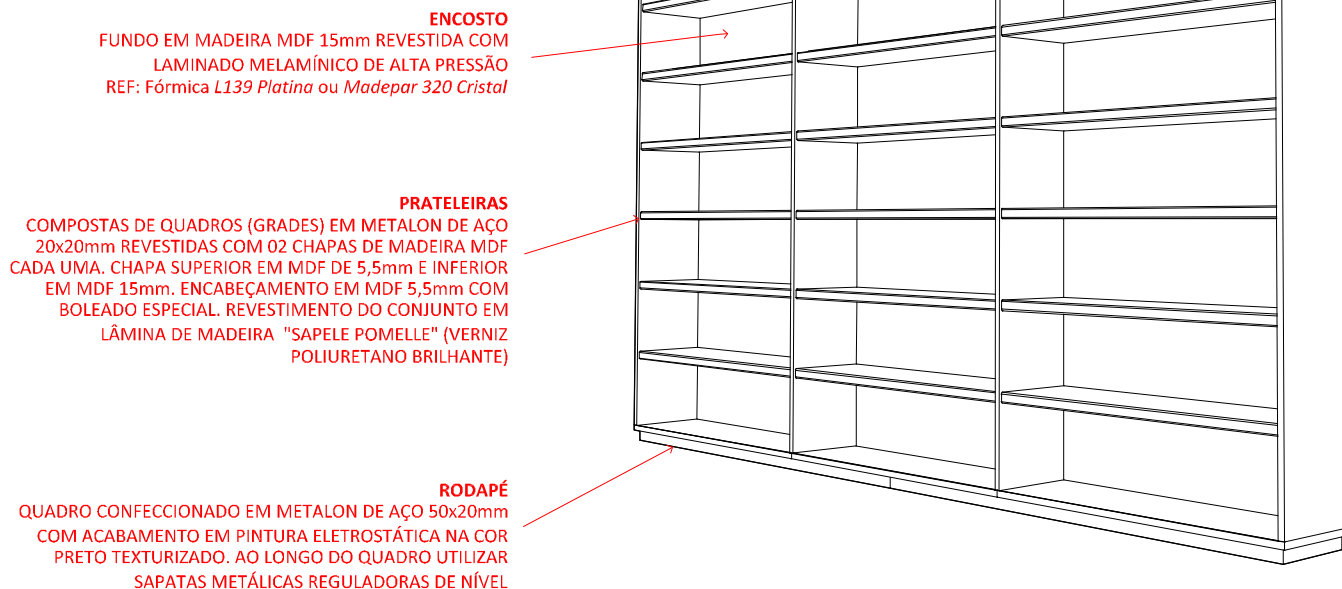 ENCOSTO
FUNDO EM MADEIRA MDF 15mm REVESTIDA COM
LAMINADO MELAMÍNICO DE ALTA PRESSÃO
REF: Fórmica L139 Platina ou Madepar 320 Cristal
PRATELEIRAS
COMPOSTAS DE QUADROS (GRADES) EM METALON DE AÇO
20x20mm REVESTIDAS COM 02 CHAPAS DE MADEIRA MDF
CADA UMA. CHAPA SUPERIOR EM MDF DE 5,5mm E INFERIOR
EM MDF 15mm. ENCABEÇAMENTO EM MDF 5,5mm COM
BOLEADO ESPECIAL. REVESTIMENTO DO CONJUNTO EM
LÂMINA DE MADEIRA "SAPELE POMELLE" (VERNIZ
POLIURETANO BRILHANTE)
RODAPÉ
QUADRO CONFECCIONADO EM METALON DE AÇO 50x20mm
COM ACABAMENTO EM PINTURA ELETROSTÁTICA NA COR
PRETO TEXTURIZADO. AO LONGO DO QUADRO UTILIZAR
SAPATAS METÁLICAS REGULADORAS DE NÍVEL